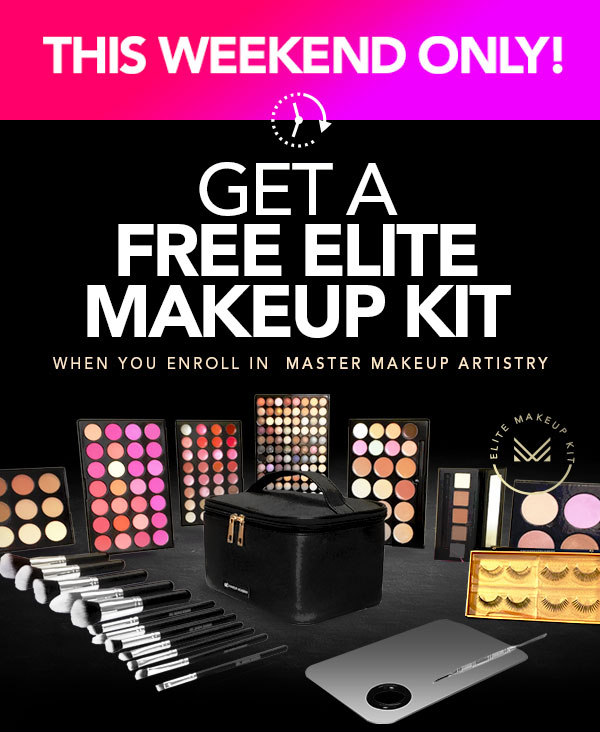 THIS WEEKEND ONLY!
GET A
FREE ELITE
MAKEUP KIT
WHEN YOU ENROLL IN MASTER MAKEUP ARTISTRY
ELITE MAKEUP KIT